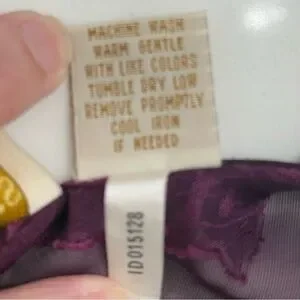 MACHINE WASH
WARM GENTLE
WITH LIKE COLORS
TUMBLE DRY LOW
REMOVE PROMPTLY
COOL IRON
IF NEEDED
ID015128